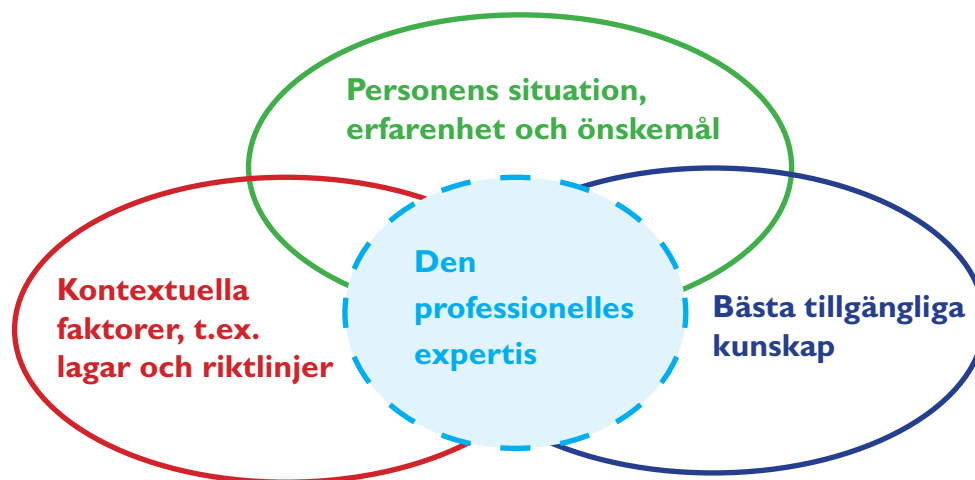 Personens situation,
erfarenhet och önskemål
Kontextuella
faktorer, t.ex.
lagar och riktlinjer
Den
professionelles
expertis
Bästa tillgängliga
kunskap